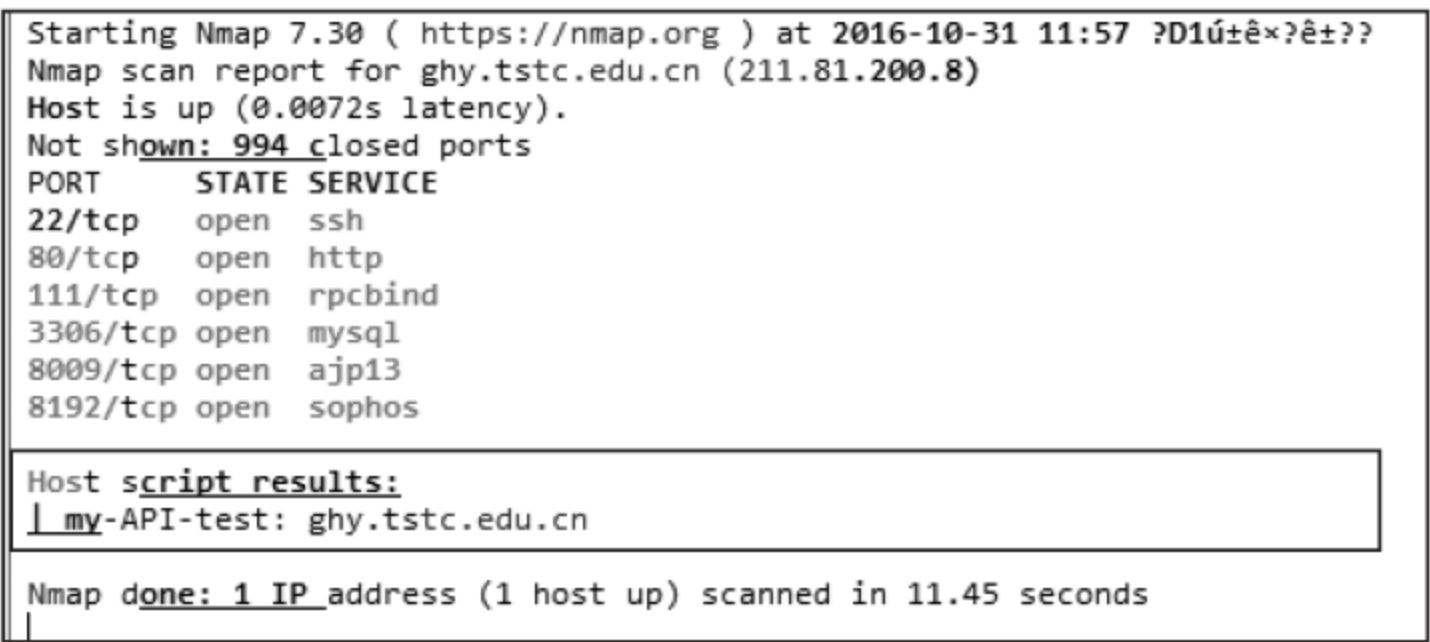 Starting Nmap 7.30 ( https://nmap.org ) at 2016-10-31 11:57 ?D1ú±ê×?ê±??
Nmap scan report for ghy.tstc.edu.cn (211.81.200.8)
Host is up (0.0072s latency).
Not shown: 994 closed ports
PORT     STATE SERVICE
22/tcp   open  ssh
80/tcp   open  http
111/tcp  open  rpcbind
3306/tcp open  mysql
8009/tcp open  ajp13
8192/tcp open  sophos
Host script results:
| my-API-test: ghy.tstc.edu.cn
Nmap done: 1 IP address (1 host up) scanned in 11.45 seconds